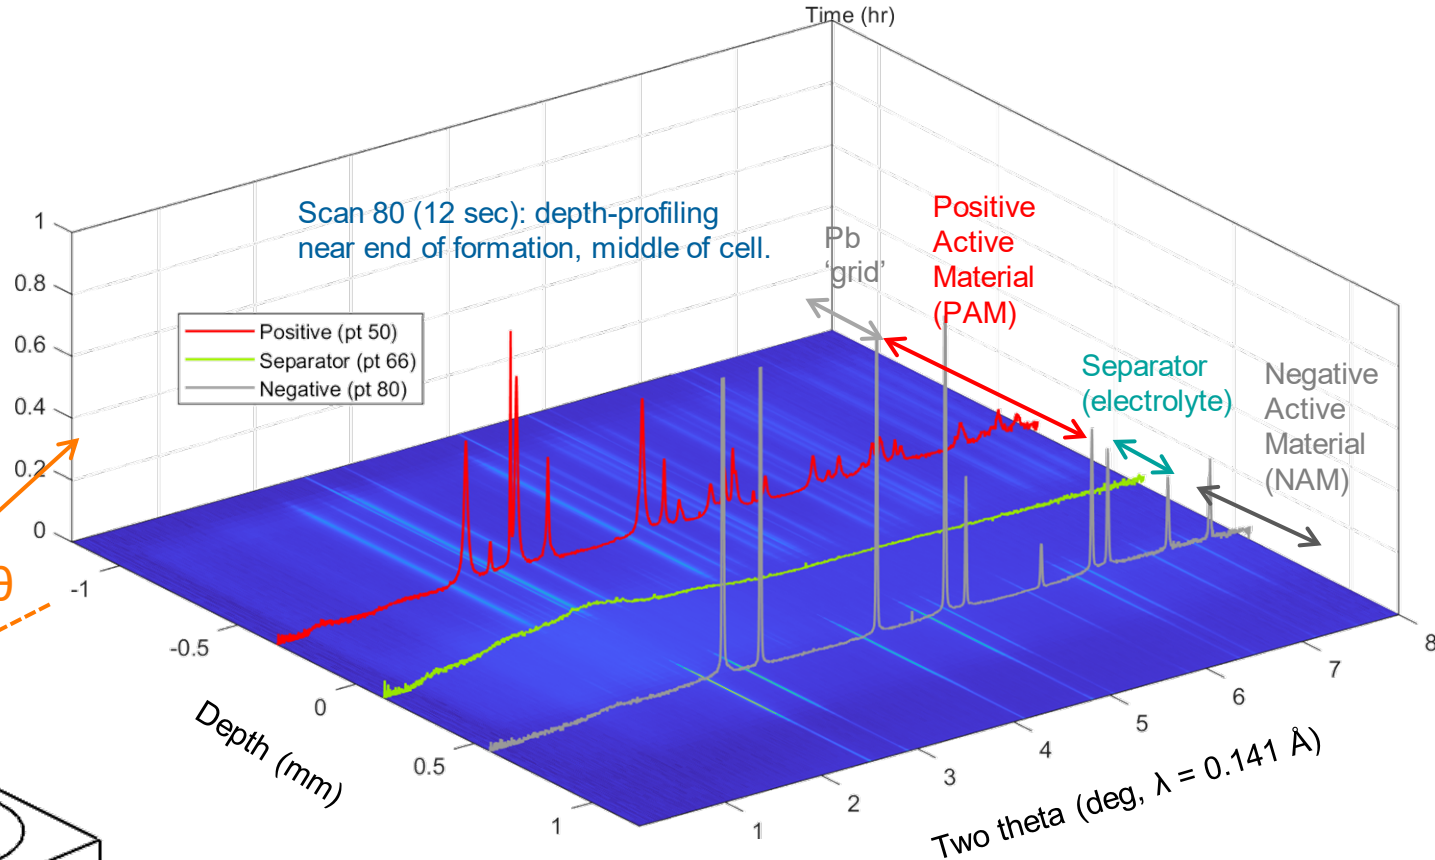 Time (hr)
1
0.8
0.6
0.4
0.2
0
Scan 80 (12 sec): depth-profiling
near end of formation, middle of cell.
Positive (pt 50)
Separator (pt 66)
Negative (pt 80)
Pb
‘grid’
Positive
Active
Material
(PAM)
Separator
(electrolyte)
Negative
Active
Material
(NAM)
θ
-1
-0.5
0
0.5
1
Depth (mm)
1
2
3
4
5
6
7
8
Two theta (deg, λ = 0.141 Å)